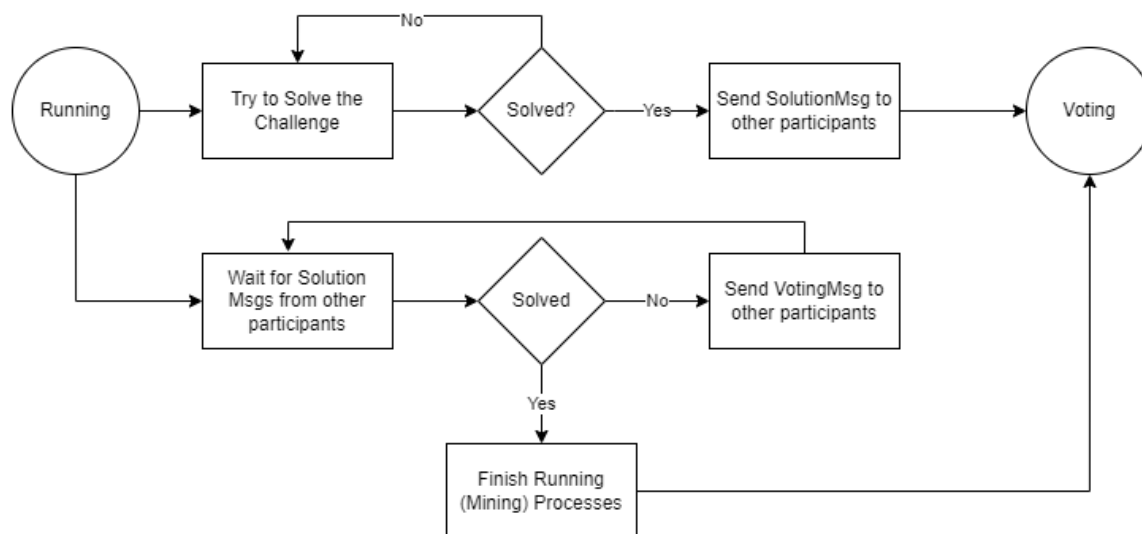 No
Running
Try to Solve the
Challenge
Solved?
Yes
Send SolutionMsg to
other participants
Voting
Wait for Solution
Msgs from other
participants
Solved
No
Send VotingMsg to
other participants
Yes
Finish Running
(Mining) Processes